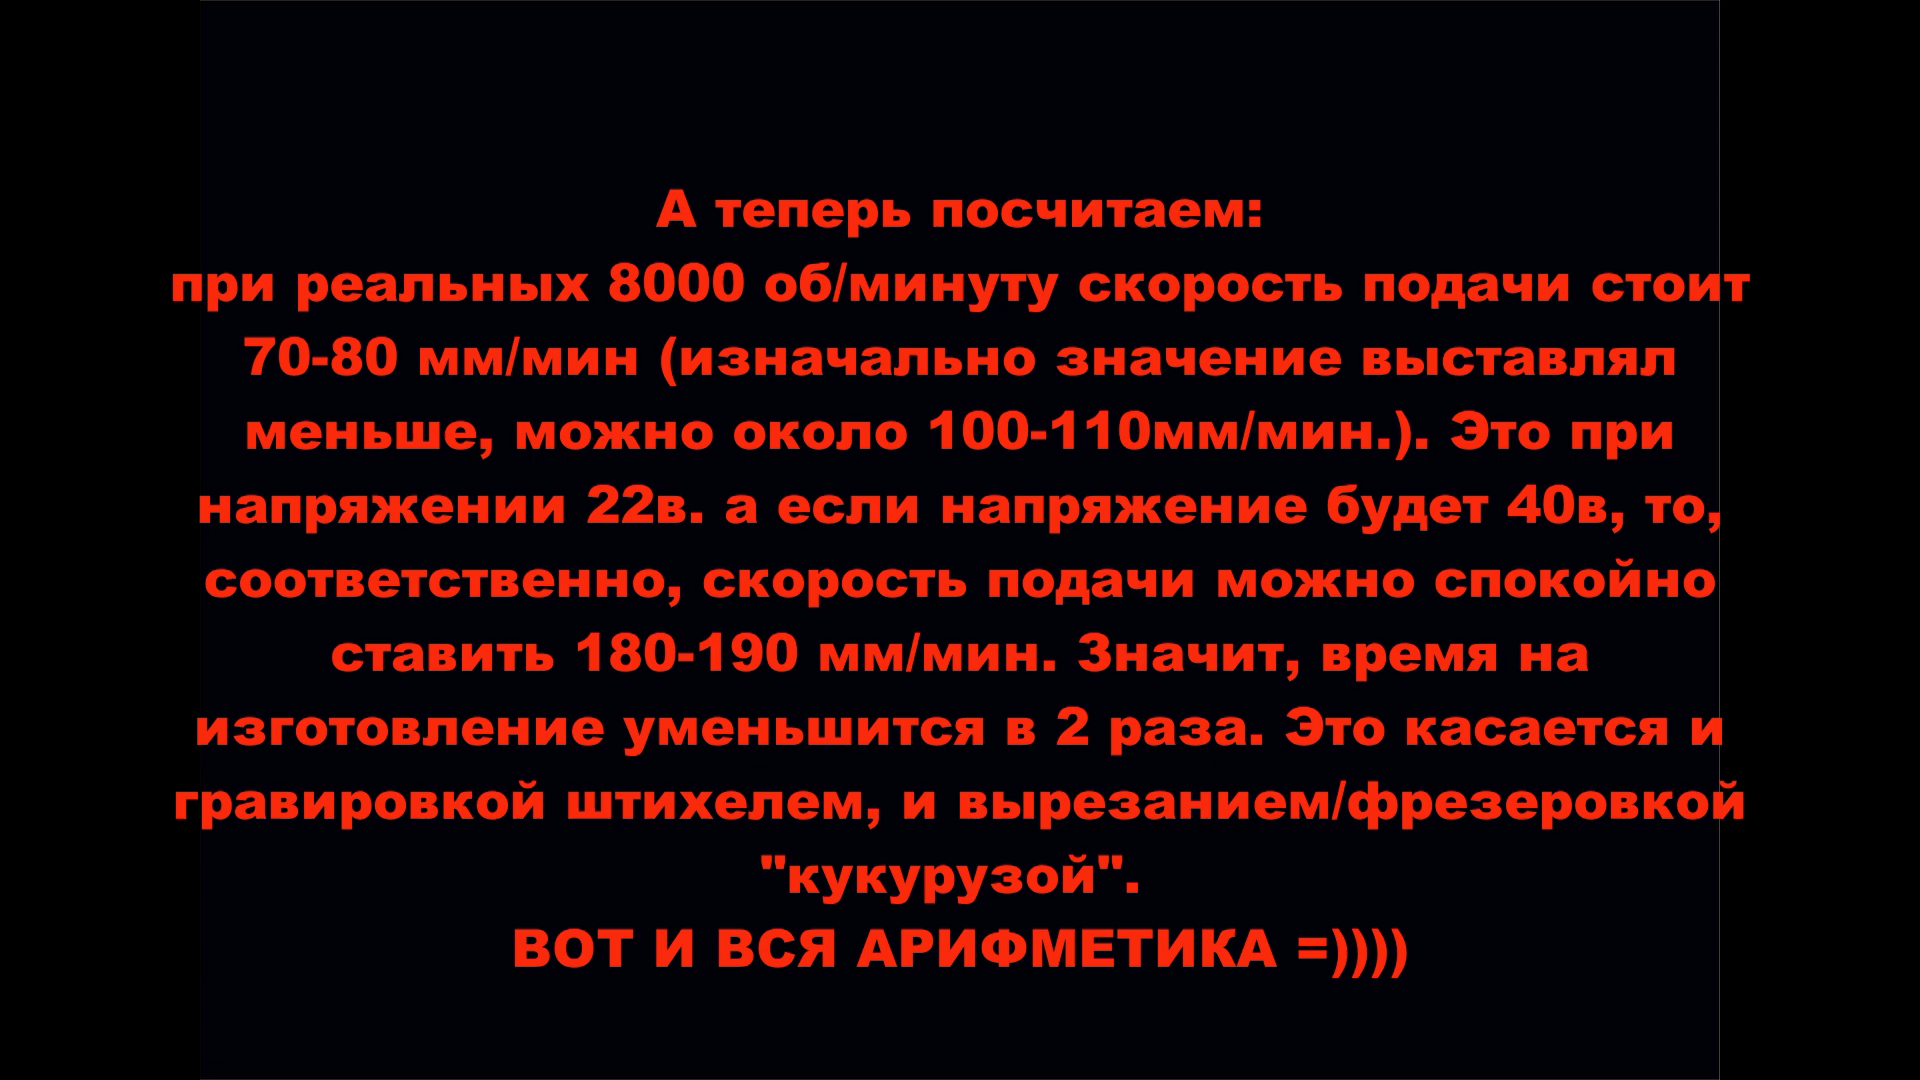 А теперь посчитаем:
при реальных 8000 об/минуту скорость подачи стоит
70-80 мм/мин (изначально значение выставлял
меньше, можно около 100-110мм/мин.). Это при
напряжении 22в. а если напряжение будет 40в, то,
соответственно, скорость подачи можно спокойно
ставить 180-190 мм/мин. Значит, время на
изготовление уменьшится в 2 раза. Это касается и
гравировкой штихелем, и вырезанием/фрезеровкой
"кукурузой".
ВОТ И ВСЯ АРИФМЕТИКА =))))